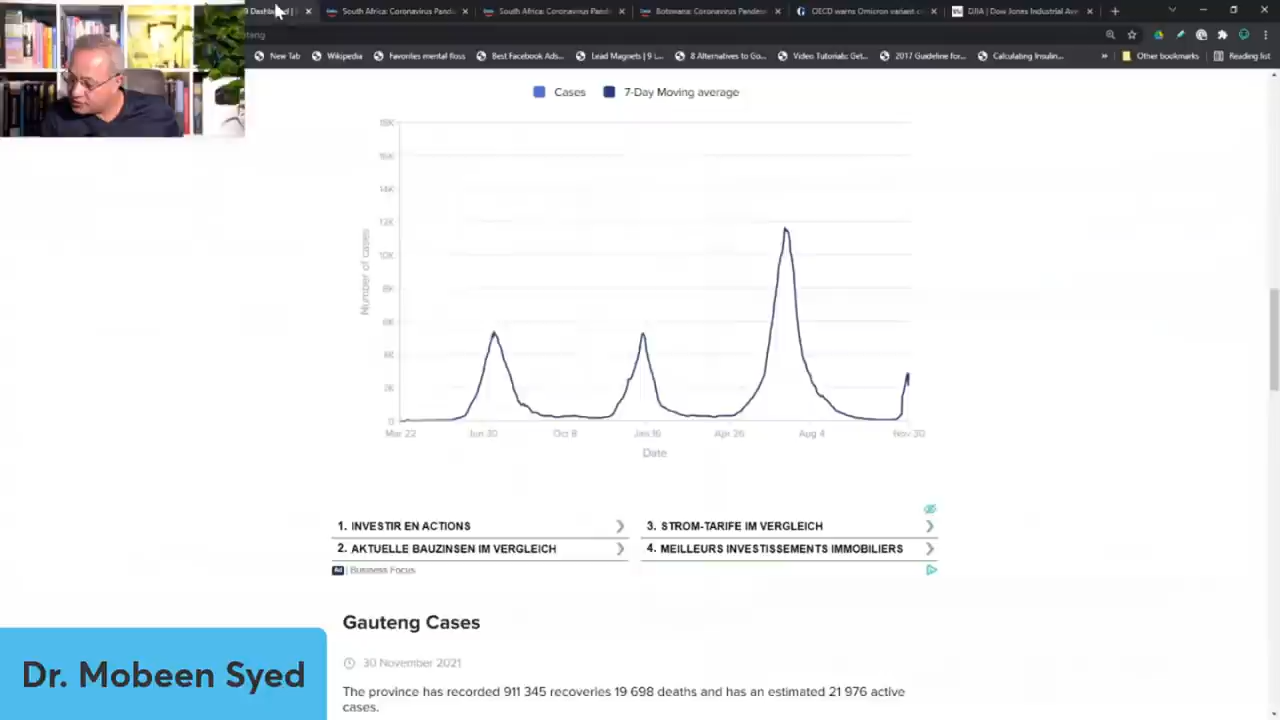 9 Dashboard |
South Africa: Coronavirus Pand
South Africa: Coronavirus Pand
Botswana: Coronavirus Pandem
OECD warns Omicron variant c
DJIA | Dow Jones Industrial Ave
uteng
New Tab
Wikipedia
Favorities mental floss
Best Facebook Ads...
Lead Magnets | 9 L...
8 Alternatives to Go...
Video Tutorials: Get...
2017 Guideline for...
Calculating Insulin...
»
Other bookmarks
Reading list
Cases
7-Day Moving average
18K
16K
14K
12K
10K
8K
6K
4K
2K
0
Number of cases
Mar 22
Jun 30
Oct 8
Jan 16
Apr 26
Aug 4
Nov 30
Date
1. INVESTIR EN ACTIONS
2. AKTUELLE BAUZINSEN IM VERGLEICH
3. STROM-TARIFE IM VERGLEICH
4. MEILLEURS INVESTISSEMENTS IMMOBILIERS
Ad | Business Focus
Gauteng Cases
30 November 2021
The province has recorded 911 345 recoveries 19 698 deaths and has an estimated 21 976 active
cases.
Dr. Mobeen Syed